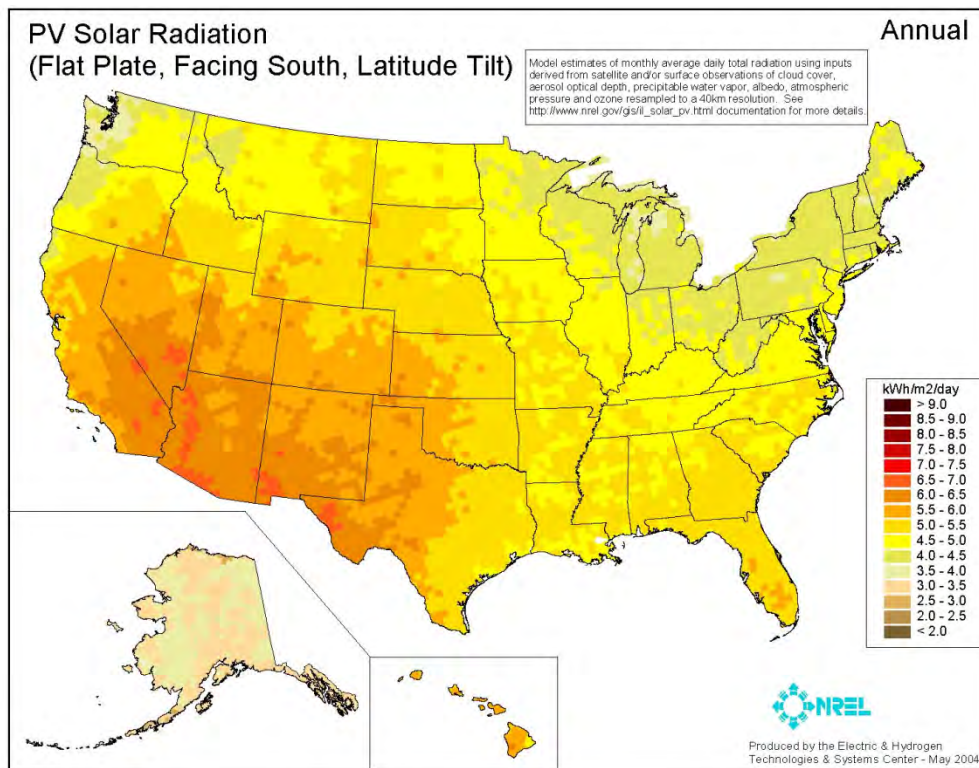 PV Solar Radiation
(Flat Plate, Facing South, Latitude Tilt)
Annual
Model estimates of monthly average daily total radiation using inputs
derived from satellite and/or surface observations of cloud cover,
aerosol optical depth, precipitable water vapor, albedo, atmospheric
pressure and ozone resampled to a 40km resolution. See
http://www.nrel.gov/gis/il_solar_pv.html documentation for more details.
kWh/m2/day
> 9.0
8.5 - 9.0
8.0 - 8.5
7.5 - 8.0
7.0 - 7.5
6.5 - 7.0
6.0 - 6.5
5.5 - 6.0
5.0 - 5.5
4.5 - 5.0
4.0 - 4.5
3.5 - 4.0
3.0 - 3.5
2.5 - 3.0
2.0 - 2.5
< 2.0
NREL
Produced by the Electric & Hydrogen
Technologies & Systems Center - May 2004